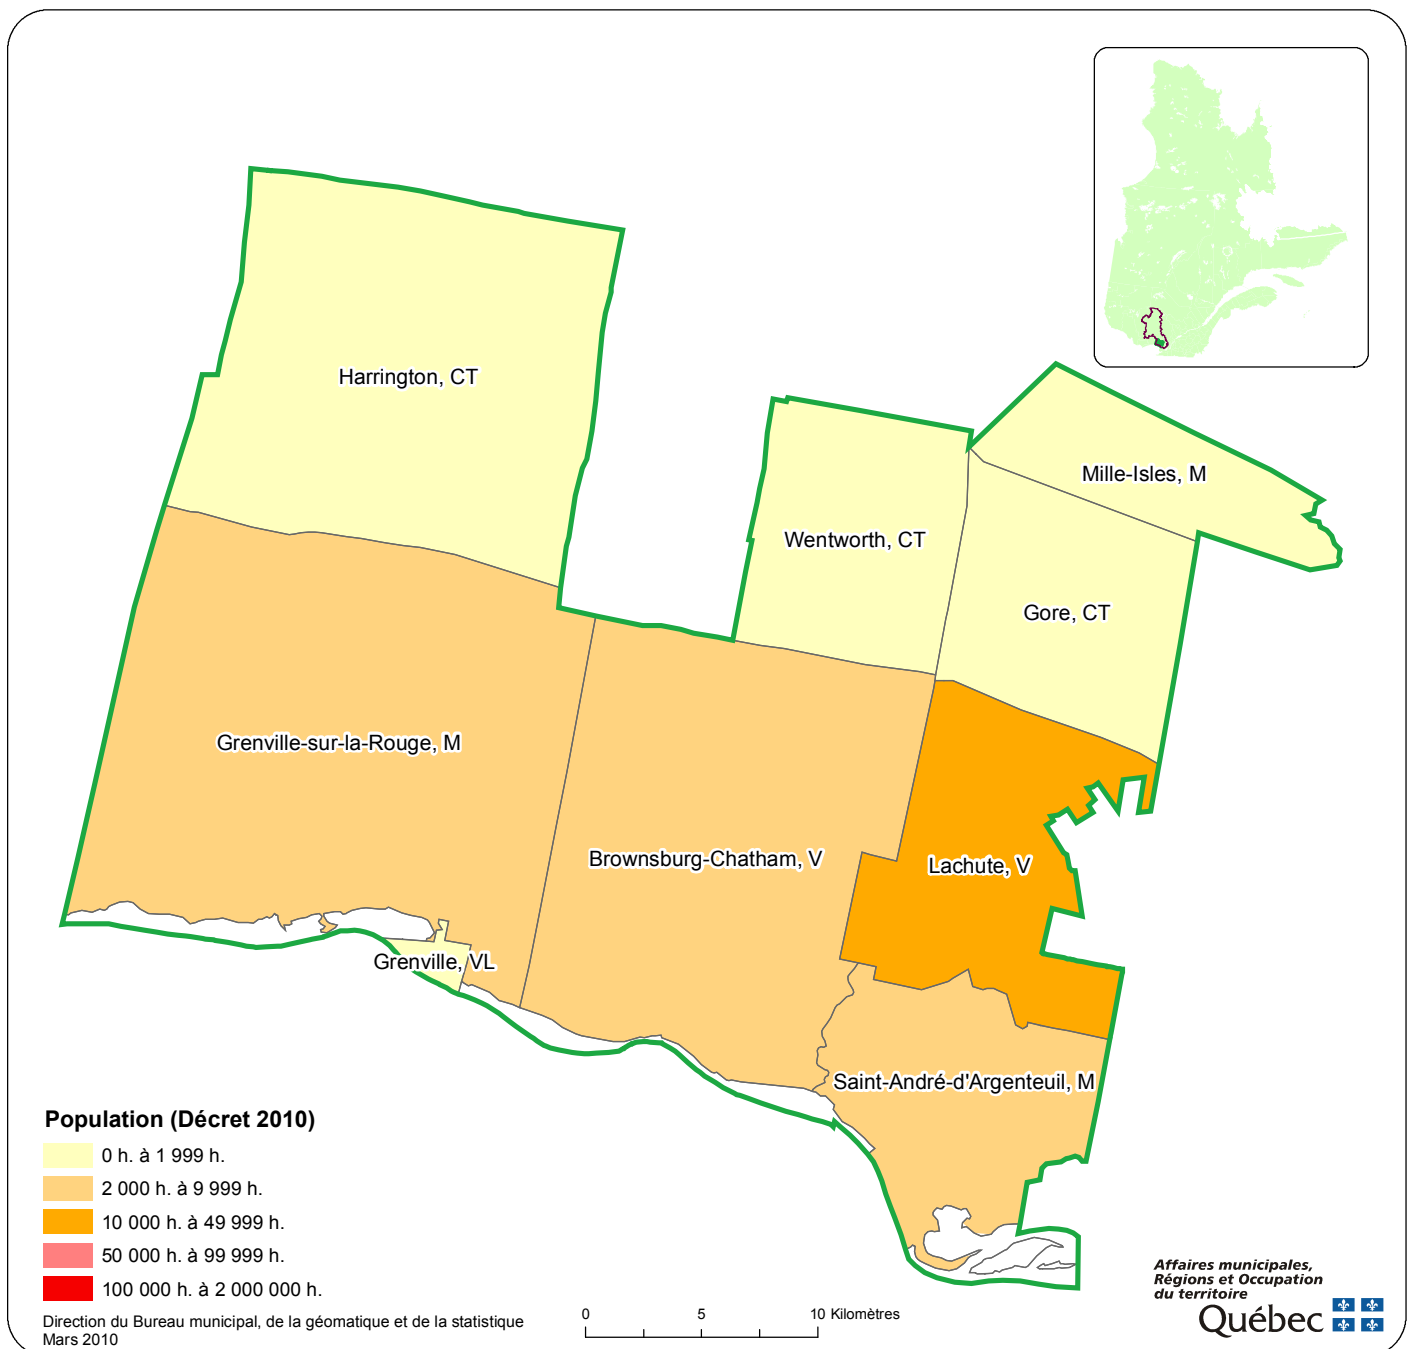 Harrington, CT
Mille-Isles, M
Wentworth, CT
Gore, CT
Grenville-sur-la-Rouge, M
Brownsburg-Chatham, V
Lachute, V
Grenville, VL
Saint-André-d'Argenteuil, M
Population (Décret 2010)
0 h. à 1 999 h.
2 000 h. à 9 999 h.
10 000 h. à 49 999 h.
50 000 h. à 99 999 h.
100 000 h. à 2 000 000 h.
Direction du Bureau municipal, de la géomatique et de la statistique
Mars 2010
0 5 10 Kilomètres
Affaires municipales,
Régions et Occupation
du territoire
Québec